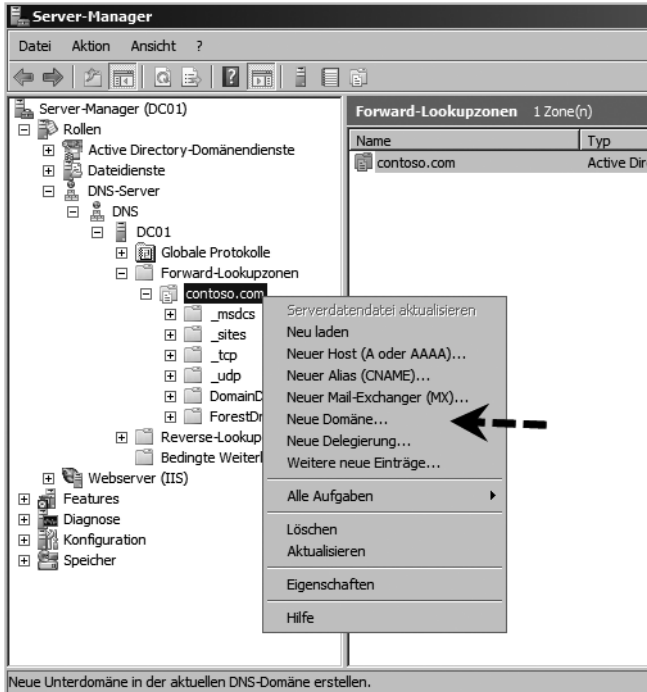 Server-Manager
Datei Aktion Ansicht ?
Server-Manager (DC01)
Rollen
Active Directory-Domänendienste
Dateidienste
DNS-Server
DNS
DC01
Globale Protokolle
Forward-Lookupzonen
contoso.com
_msdcs
_sites
_tcp
_udp
DomainD
ForestDn
Reverse-Lookup
Bedingte Weiterl
Webserver (IIS)
Features
Diagnose
Konfiguration
Speicher
Forward-Lookupzonen 1 Zone(n)
Name Typ
contoso.com Active Dir
Serverdatendatei aktualisieren
Neu laden
Neuer Host (A oder AAAA)...
Neuer Alias (CNAME)...
Neuer Mail-Exchanger (MX)...
Neue Domäne...
Neue Delegierung...
Weitere neue Einträge...
Alle Aufgaben
Löschen
Aktualisieren
Eigenschaften
Hilfe
Neue Unterdomäne in der aktuellen DNS-Domäne erstellen.